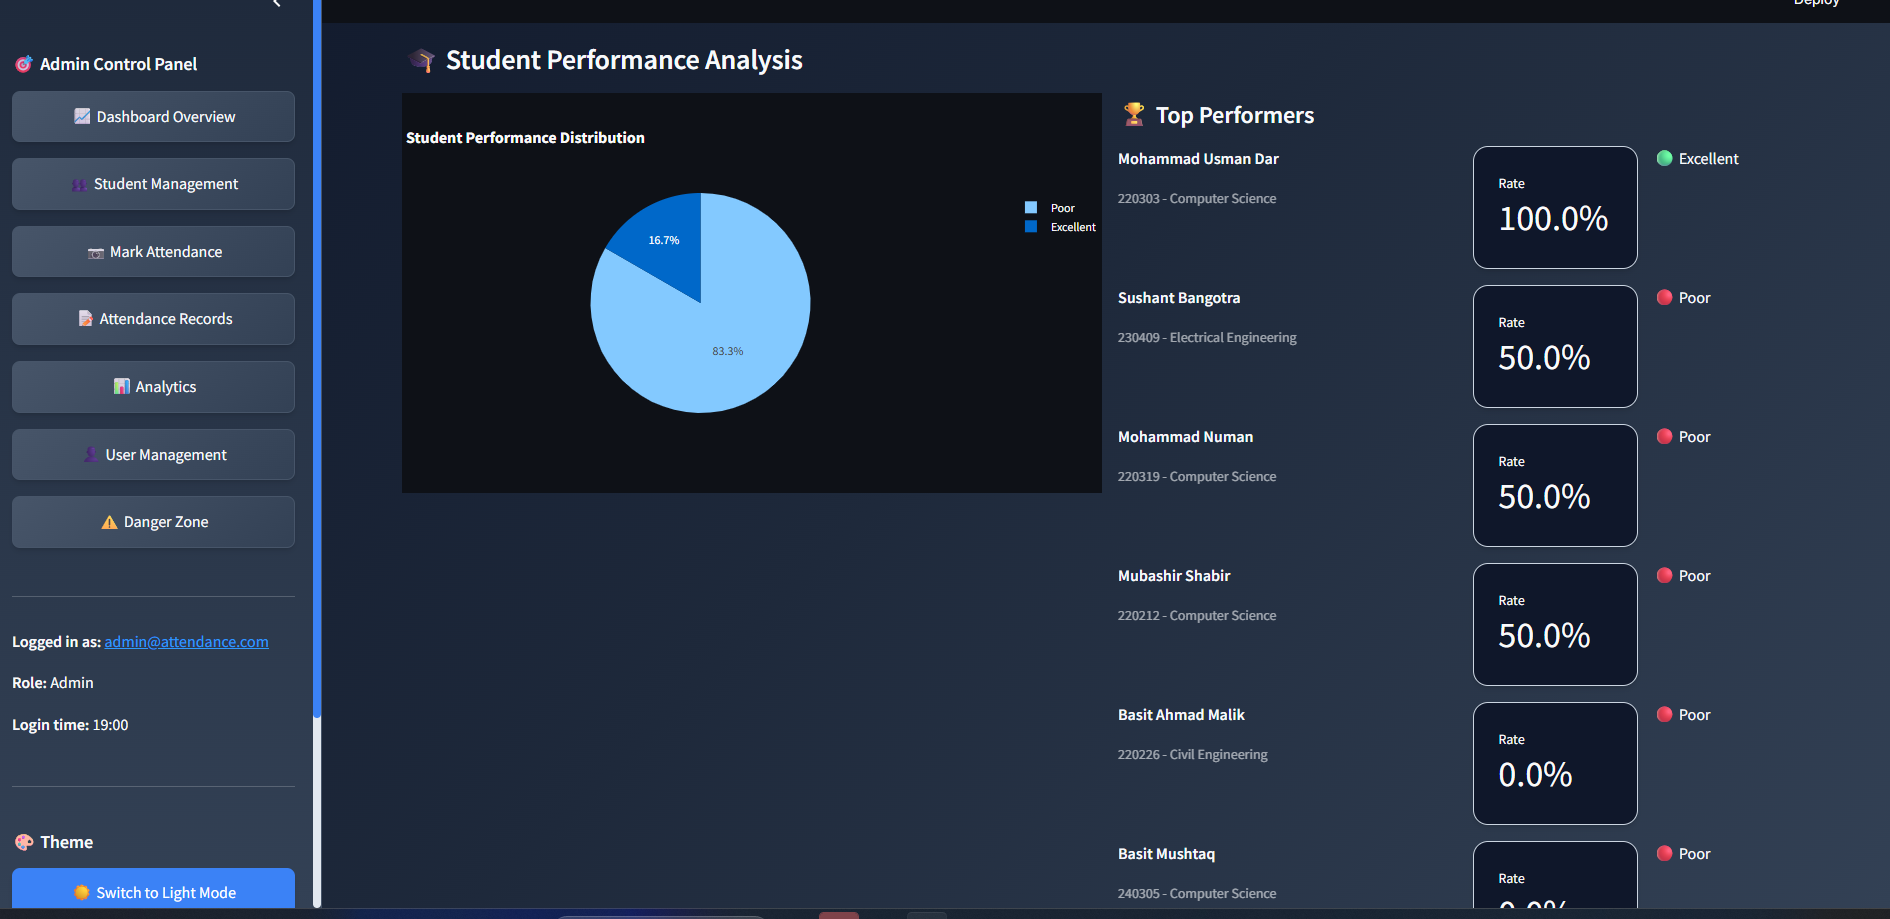 Deploy
Admin Control Panel
Dashboard Overview
Student Management
Mark Attendance
Attendance Records
Analytics
User Management
Danger Zone
Logged in as: admin@attendance.com
Role: Admin
Login time: 19:00
Theme
Switch to Light Mode
Student Performance Analysis
Student Performance Distribution
Poor
Excellent
16.7%
83.3%
Top Performers
Mohammad Usman Dar
220303 - Computer Science
Rate
100.0%
Excellent
Sushant Bangotra
230409 - Electrical Engineering
Rate
50.0%
Poor
Mohammad Numan
220319 - Computer Science
Rate
50.0%
Poor
Mubashir Shabir
220212 - Computer Science
Rate
50.0%
Poor
Basit Ahmad Malik
220226 - Civil Engineering
Rate
0.0%
Poor
Basit Mushtaq
240305 - Computer Science
Rate
0.0%
Poor